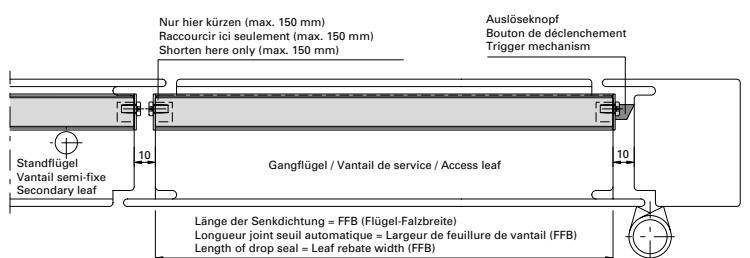 Nur hier kürzen (max. 150 mm)
Raccourcir ici seulement (max. 150 mm)
Shorten here only (max. 150 mm)
Auslöseknopf
Bouton de déclenchement
Trigger mechanism
Standflügel
Vantail semi-fixe
Secondary leaf
10
Gangflügel / Vantail de service / Access leaf
10
Länge der Senkdichtung = FFB (Flügel-Falzbreite)
Longueur joint seuil automatique = Largeur de feuillure de vantail (FFB)
Length of drop seal = Leaf rebate width (FFB)